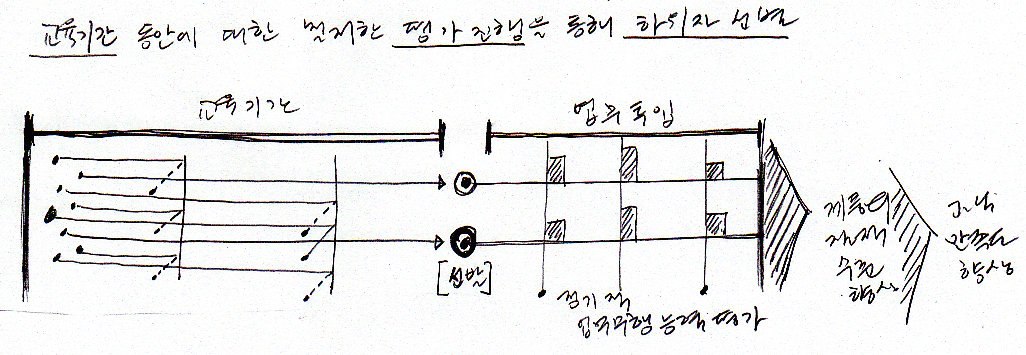 교육기간 동안에 대한 철저한 평가 진행을 통해 하위자 선별
교육기간
업무투입
[선발]
정기적
업무수행 능력 평가
제품의
잠재
수준
향상
고객
만족도
향상